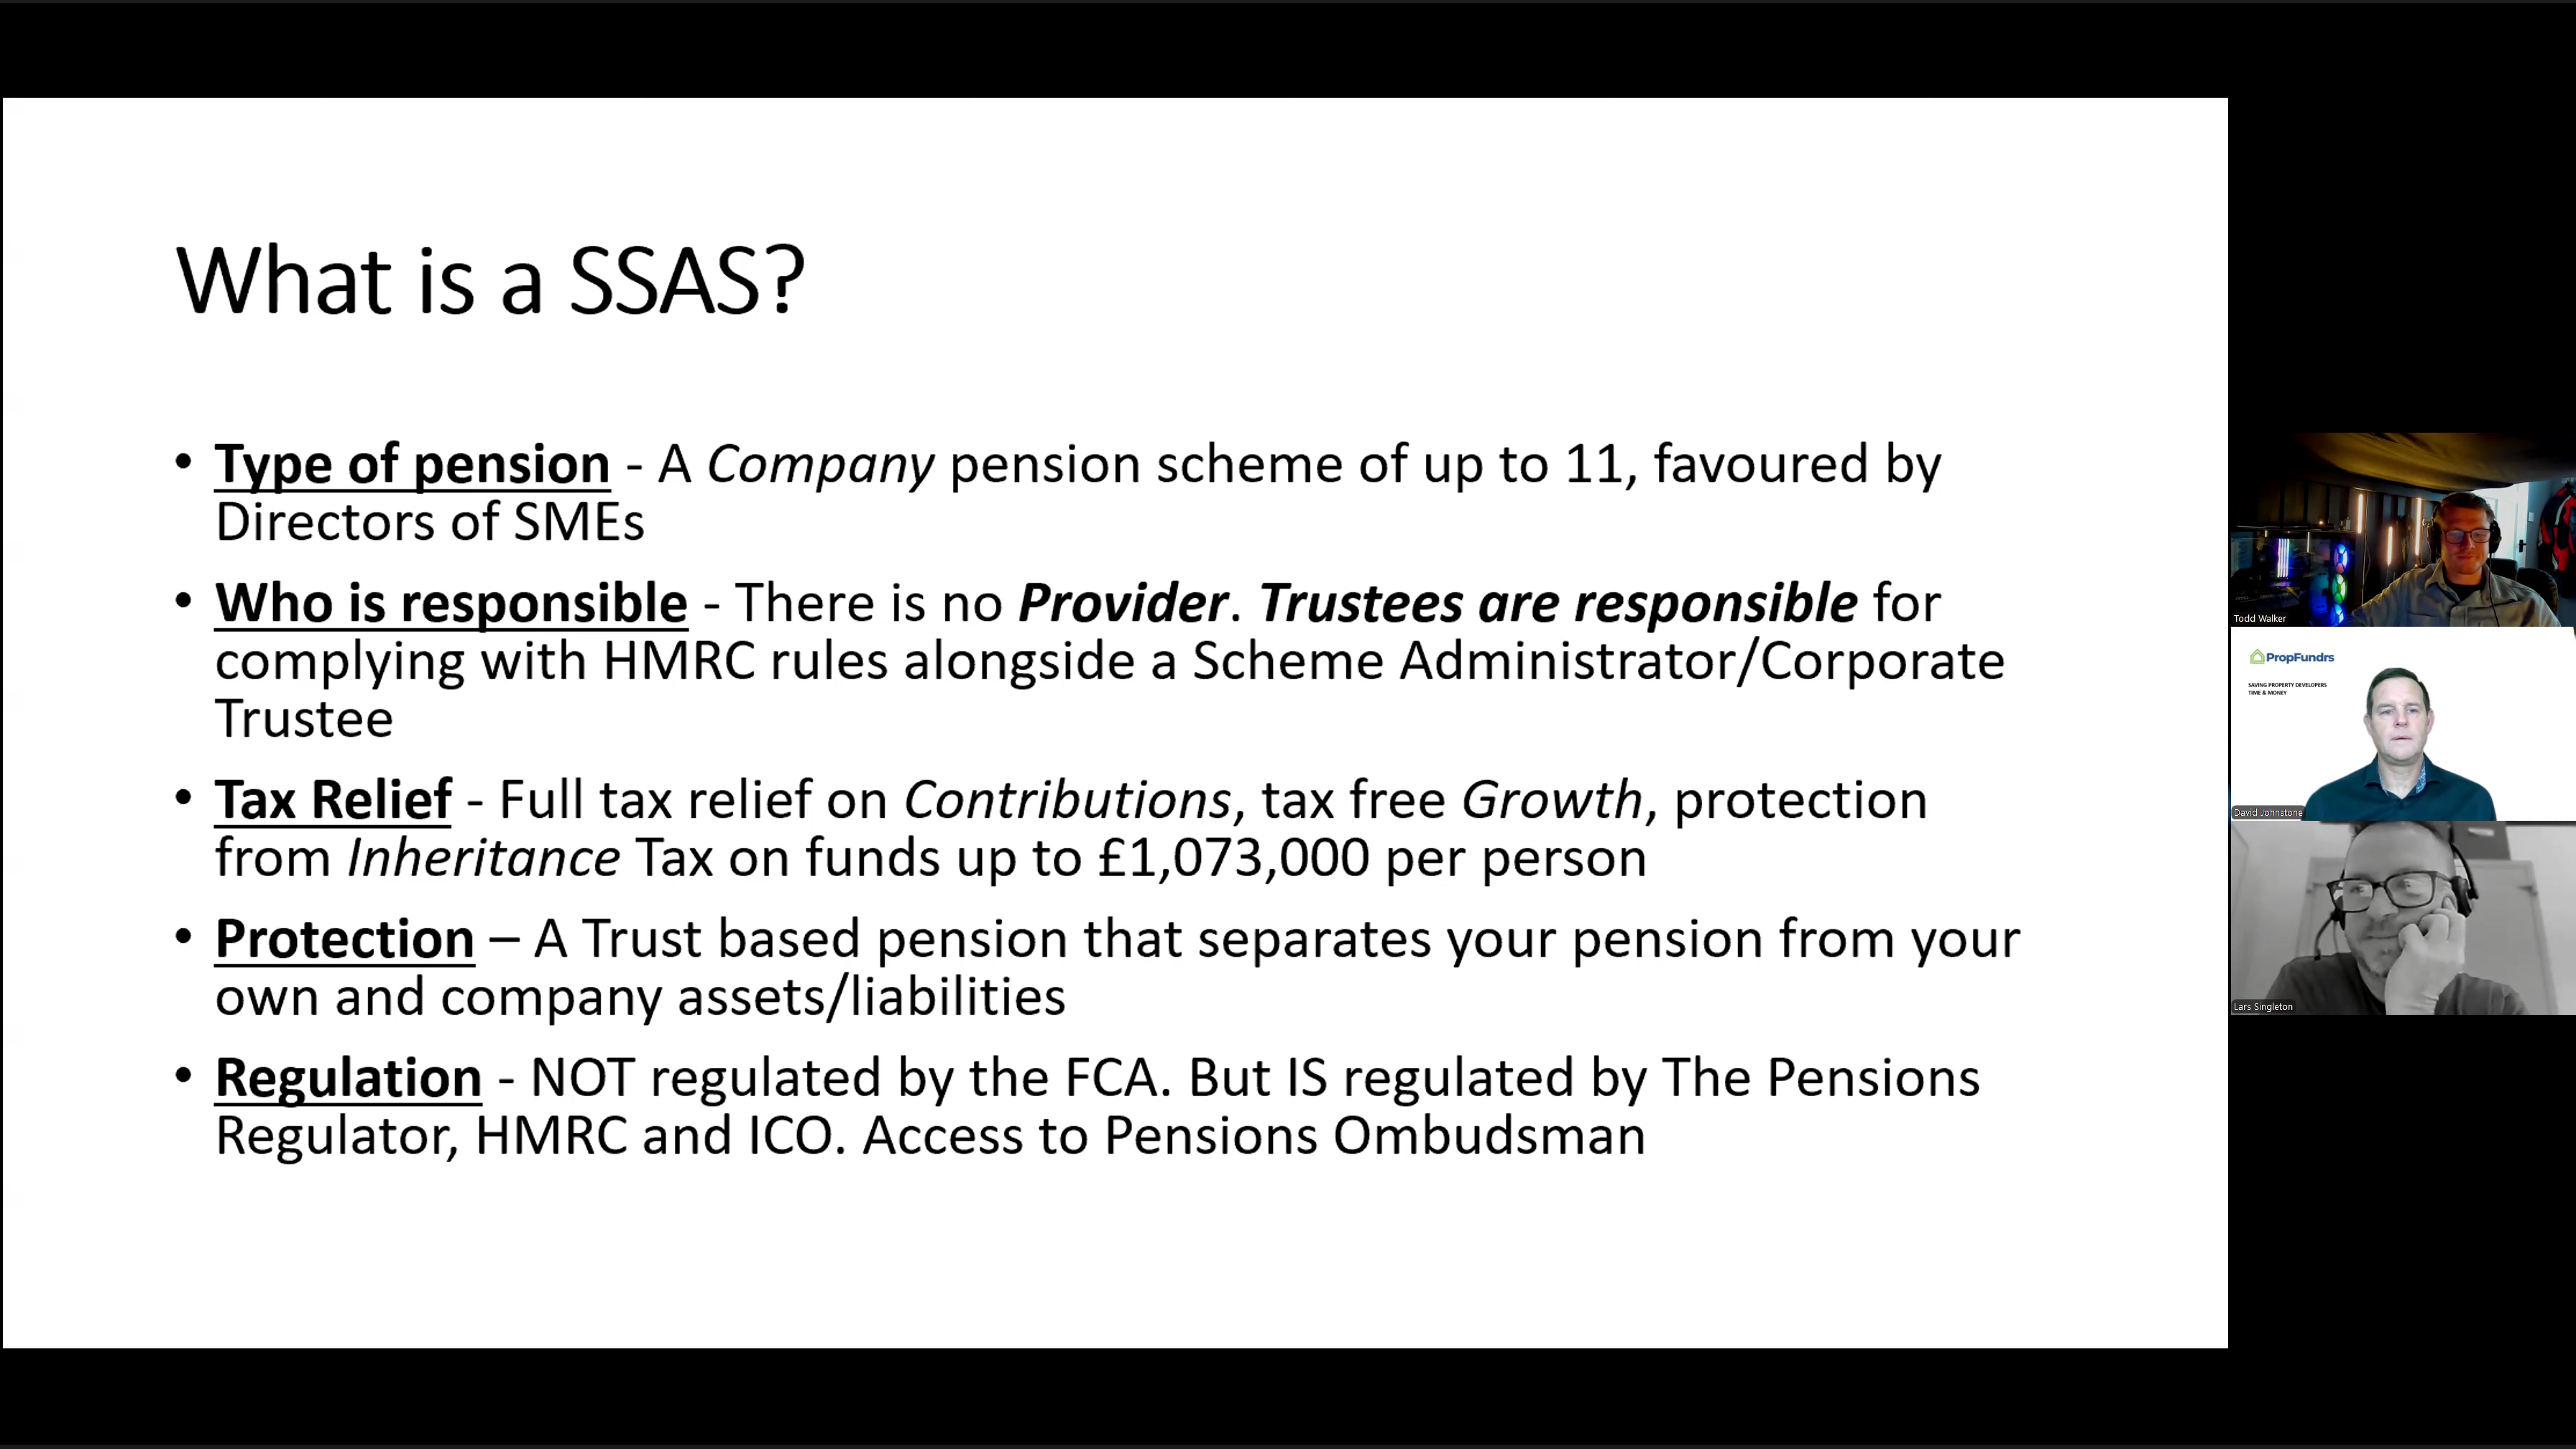 What is a SSAS?
• Type of pension - A Company pension scheme of up to 11, favoured by
Directors of SMEs
• Who is responsible - There is no Provider. Trustees are responsible for
complying with HMRC rules alongside a Scheme Administrator/Corporate
Trustee
• Tax Relief - Full tax relief on Contributions, tax free Growth, protection
from Inheritance Tax on funds up to £1,073,000 per person
• Protection – A Trust based pension that separates your pension from your
own and company assets/liabilities
• Regulation - NOT regulated by the FCA. But IS regulated by The Pensions
Regulator, HMRC and ICO. Access to Pensions Ombudsman
Todd Walker
PropFundrs
SAVING PROPERTY DEVELOPERS
TIME & MONEY
David Johnstone
Lars Singleton